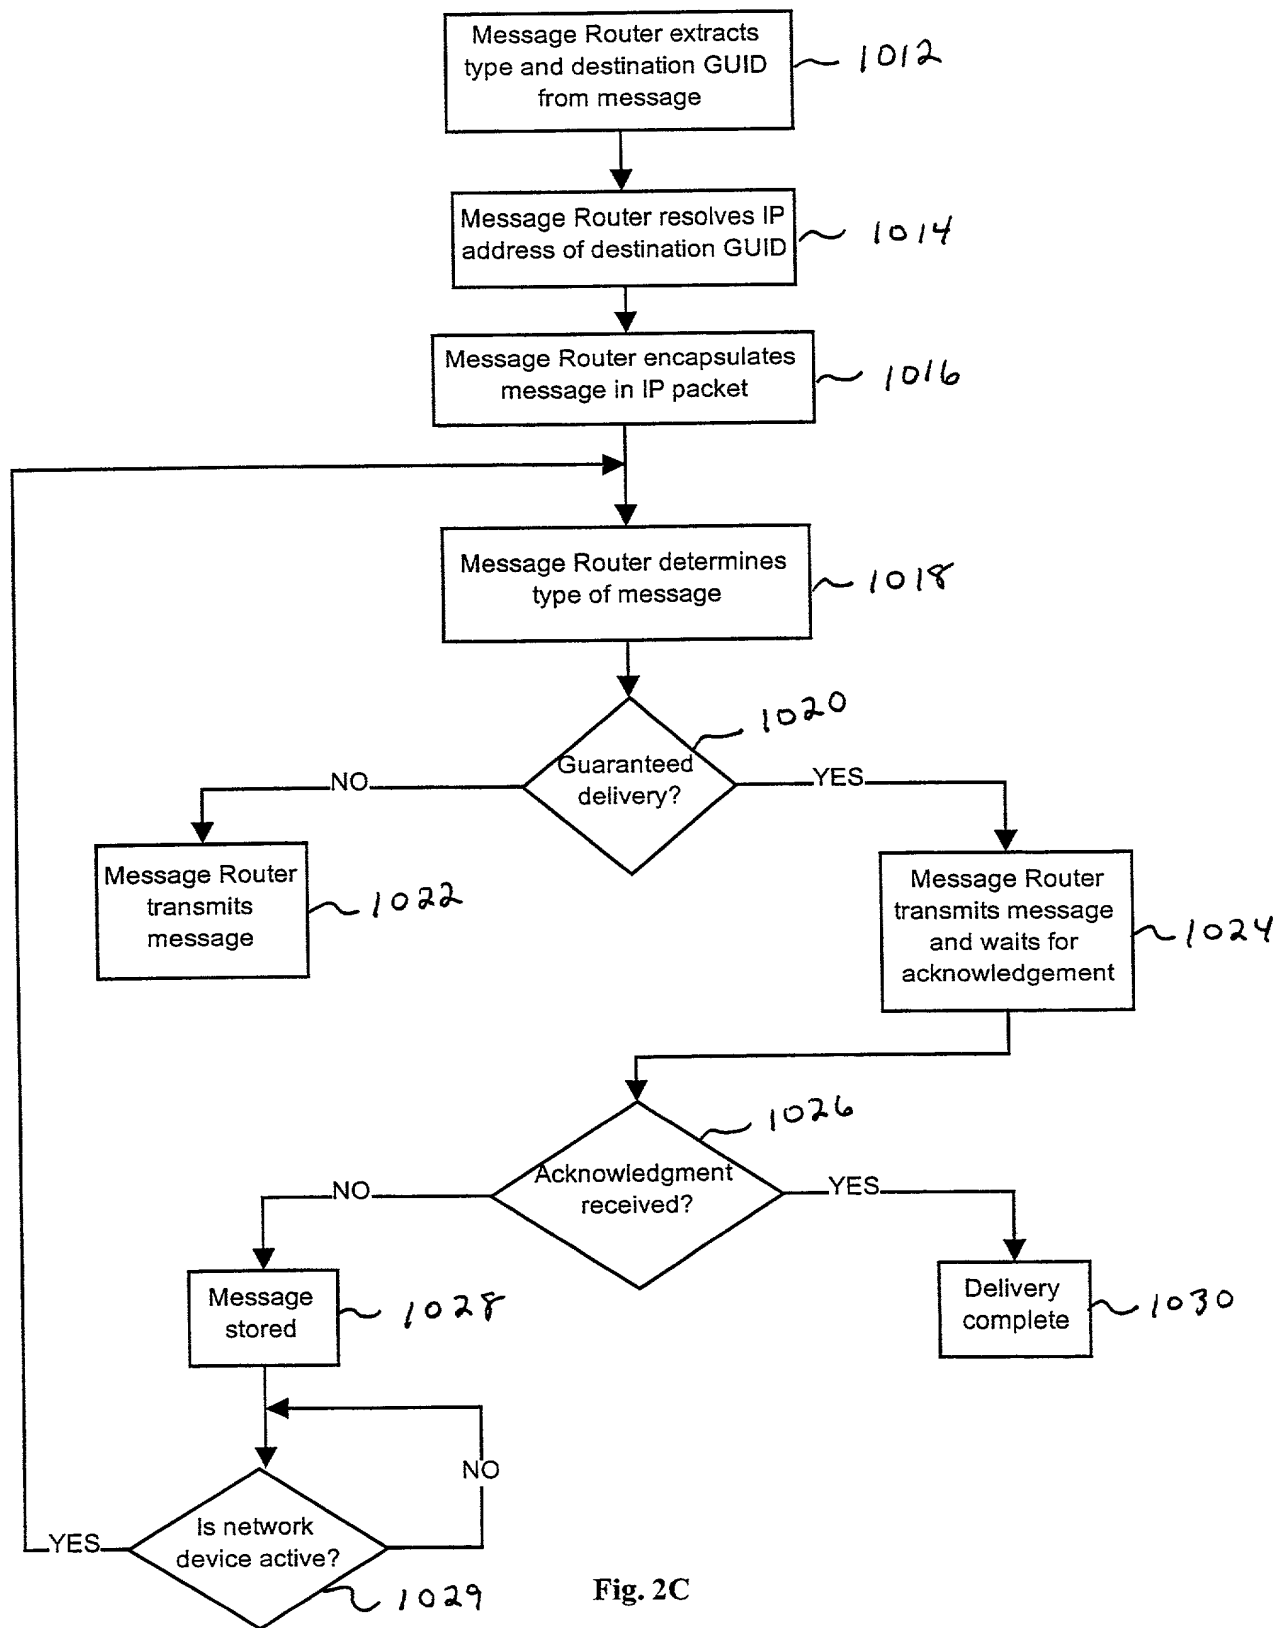 Message Router extracts
type and destination GUID
from message
1012
Message Router resolves IP
address of destination GUID
1014
Message Router encapsulates
message in IP packet
1016
Message Router determines
type of message
1018
1020
Guaranteed
delivery?
NO
YES
Message Router
transmits
message
1022
Message Router
transmits message
and waits for
acknowledgement
1024
1026
Acknowledgment
received?
NO
YES
Message
stored
1028
Delivery
complete
1030
NO
Is network
device active?
YES
1029
Fig. 2C